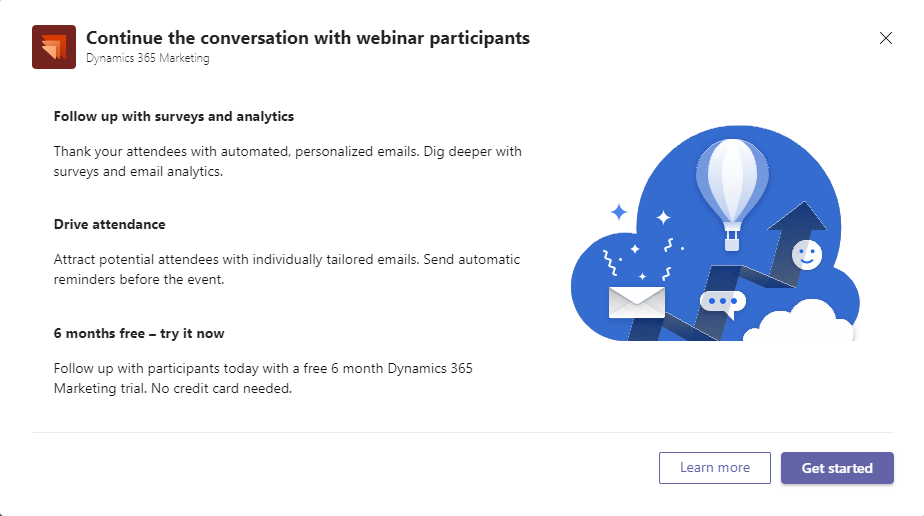 Continue the conversation with webinar participants
Dynamics 365 Marketing
Follow up with surveys and analytics
Thank your attendees with automated, personalized emails. Dig deeper with
surveys and email analytics.
Drive attendance
Attract potential attendees with individually tailored emails. Send automatic
reminders before the event.
6 months free – try it now
Follow up with participants today with a free 6 month Dynamics 365
Marketing trial. No credit card needed.
Learn more
Get started